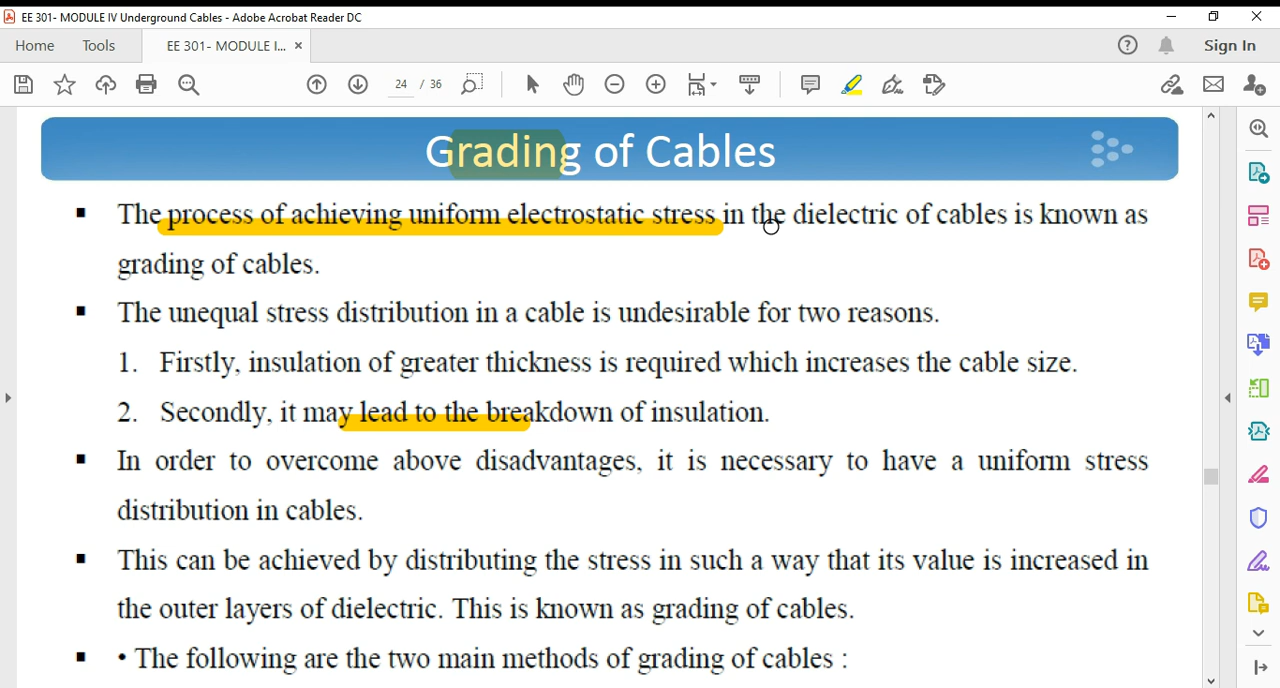 EE 301- MODULE IV Underground Cables - Adobe Acrobat Reader DC
Home Tools EE 301- MODULE I... × Sign In
24 / 36
Grading of Cables
▪ The process of achieving uniform electrostatic stress in the dielectric of cables is known as
grading of cables.
▪ The unequal stress distribution in a cable is undesirable for two reasons.
1. Firstly, insulation of greater thickness is required which increases the cable size.
2. Secondly, it may lead to the breakdown of insulation.
▪ In order to overcome above disadvantages, it is necessary to have a uniform stress
distribution in cables.
▪ This can be achieved by distributing the stress in such a way that its value is increased in
the outer layers of dielectric. This is known as grading of cables.
▪ • The following are the two main methods of grading of cables :